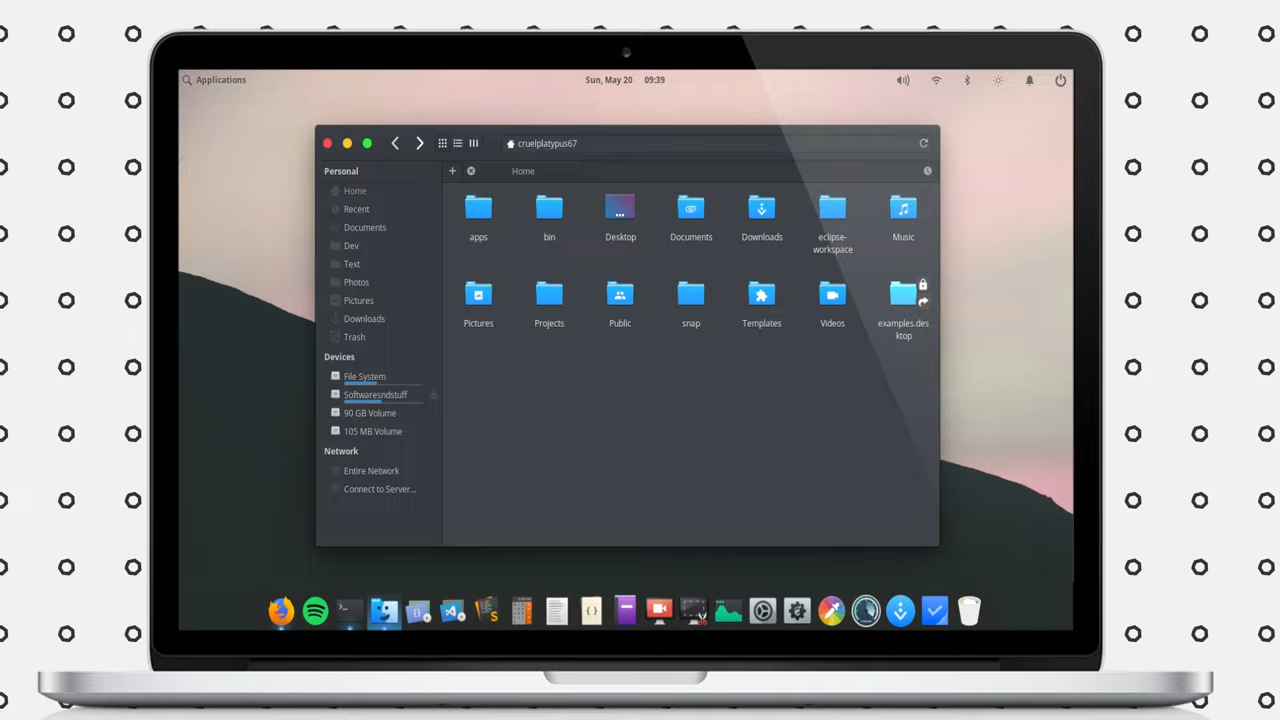 Applications
Sun, May 20 09:39
cruelplatypus67
Personal
Home
Recent
Documents
Dev
Text
Photos
Pictures
Downloads
Trash
Devices
File System
Softwaresndstuff
90 GB Volume
105 MB Volume
Network
Entire Network
Connect to Server...
Home
apps
bin
Desktop
Documents
Downloads
eclipse-
workspace
Music
Pictures
Projects
Public
snap
Templates
Videos
examples.des
ktop